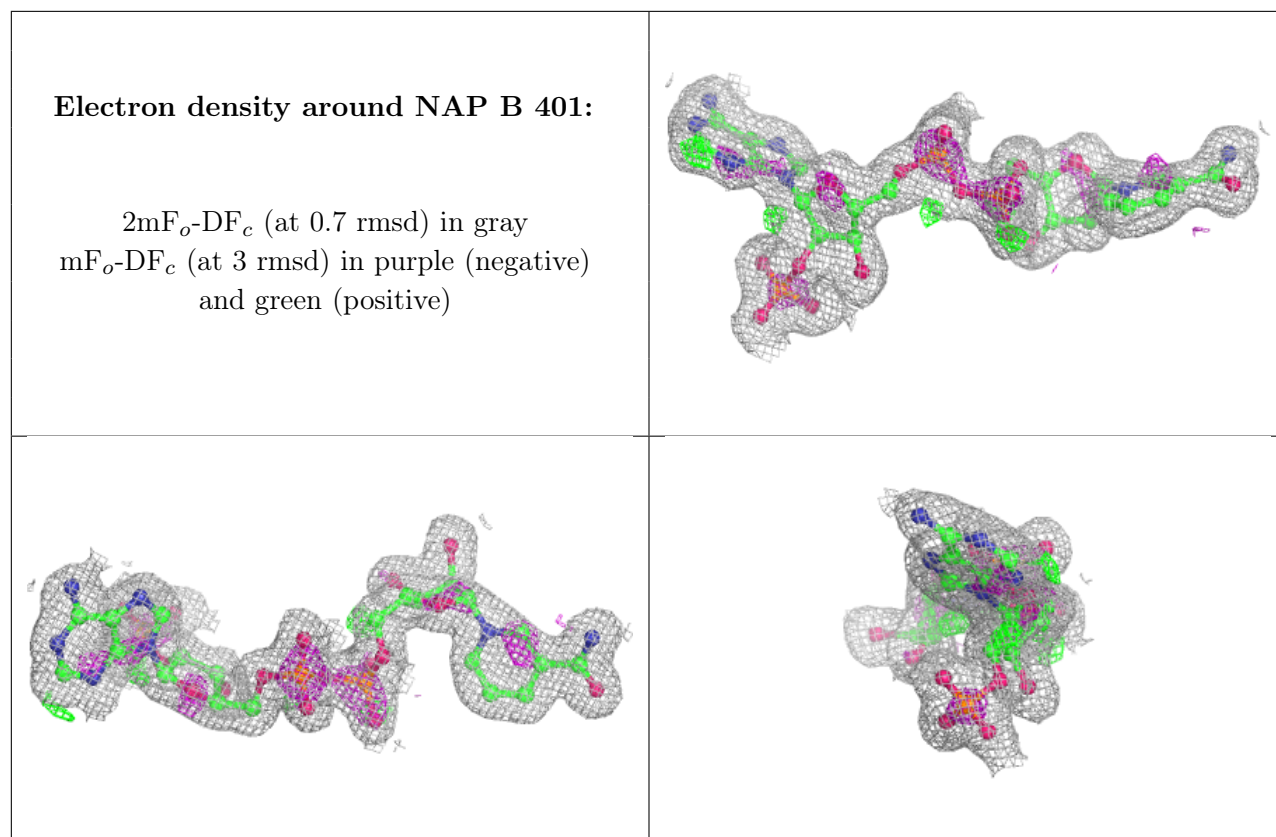 Electron density around NAP B 401:
2mFₒ-DF𝒸 (at 0.7 rmsd) in gray
mFₒ-DF𝒸 (at 3 rmsd) in purple (negative)
and green (positive)